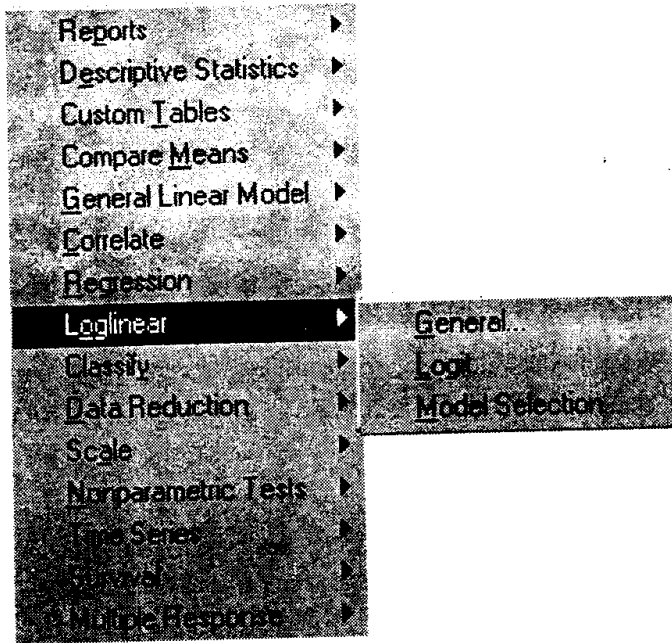 Reports
Descriptive Statistics
Custom Tables
Compare Means
General Linear Model
Correlate
Regression
Loglinear
General...
Logit...
Model Selection...
Classify
Data Reduction
Scale
Nonparametric Tests
Time Series
Survival
Multiple Response